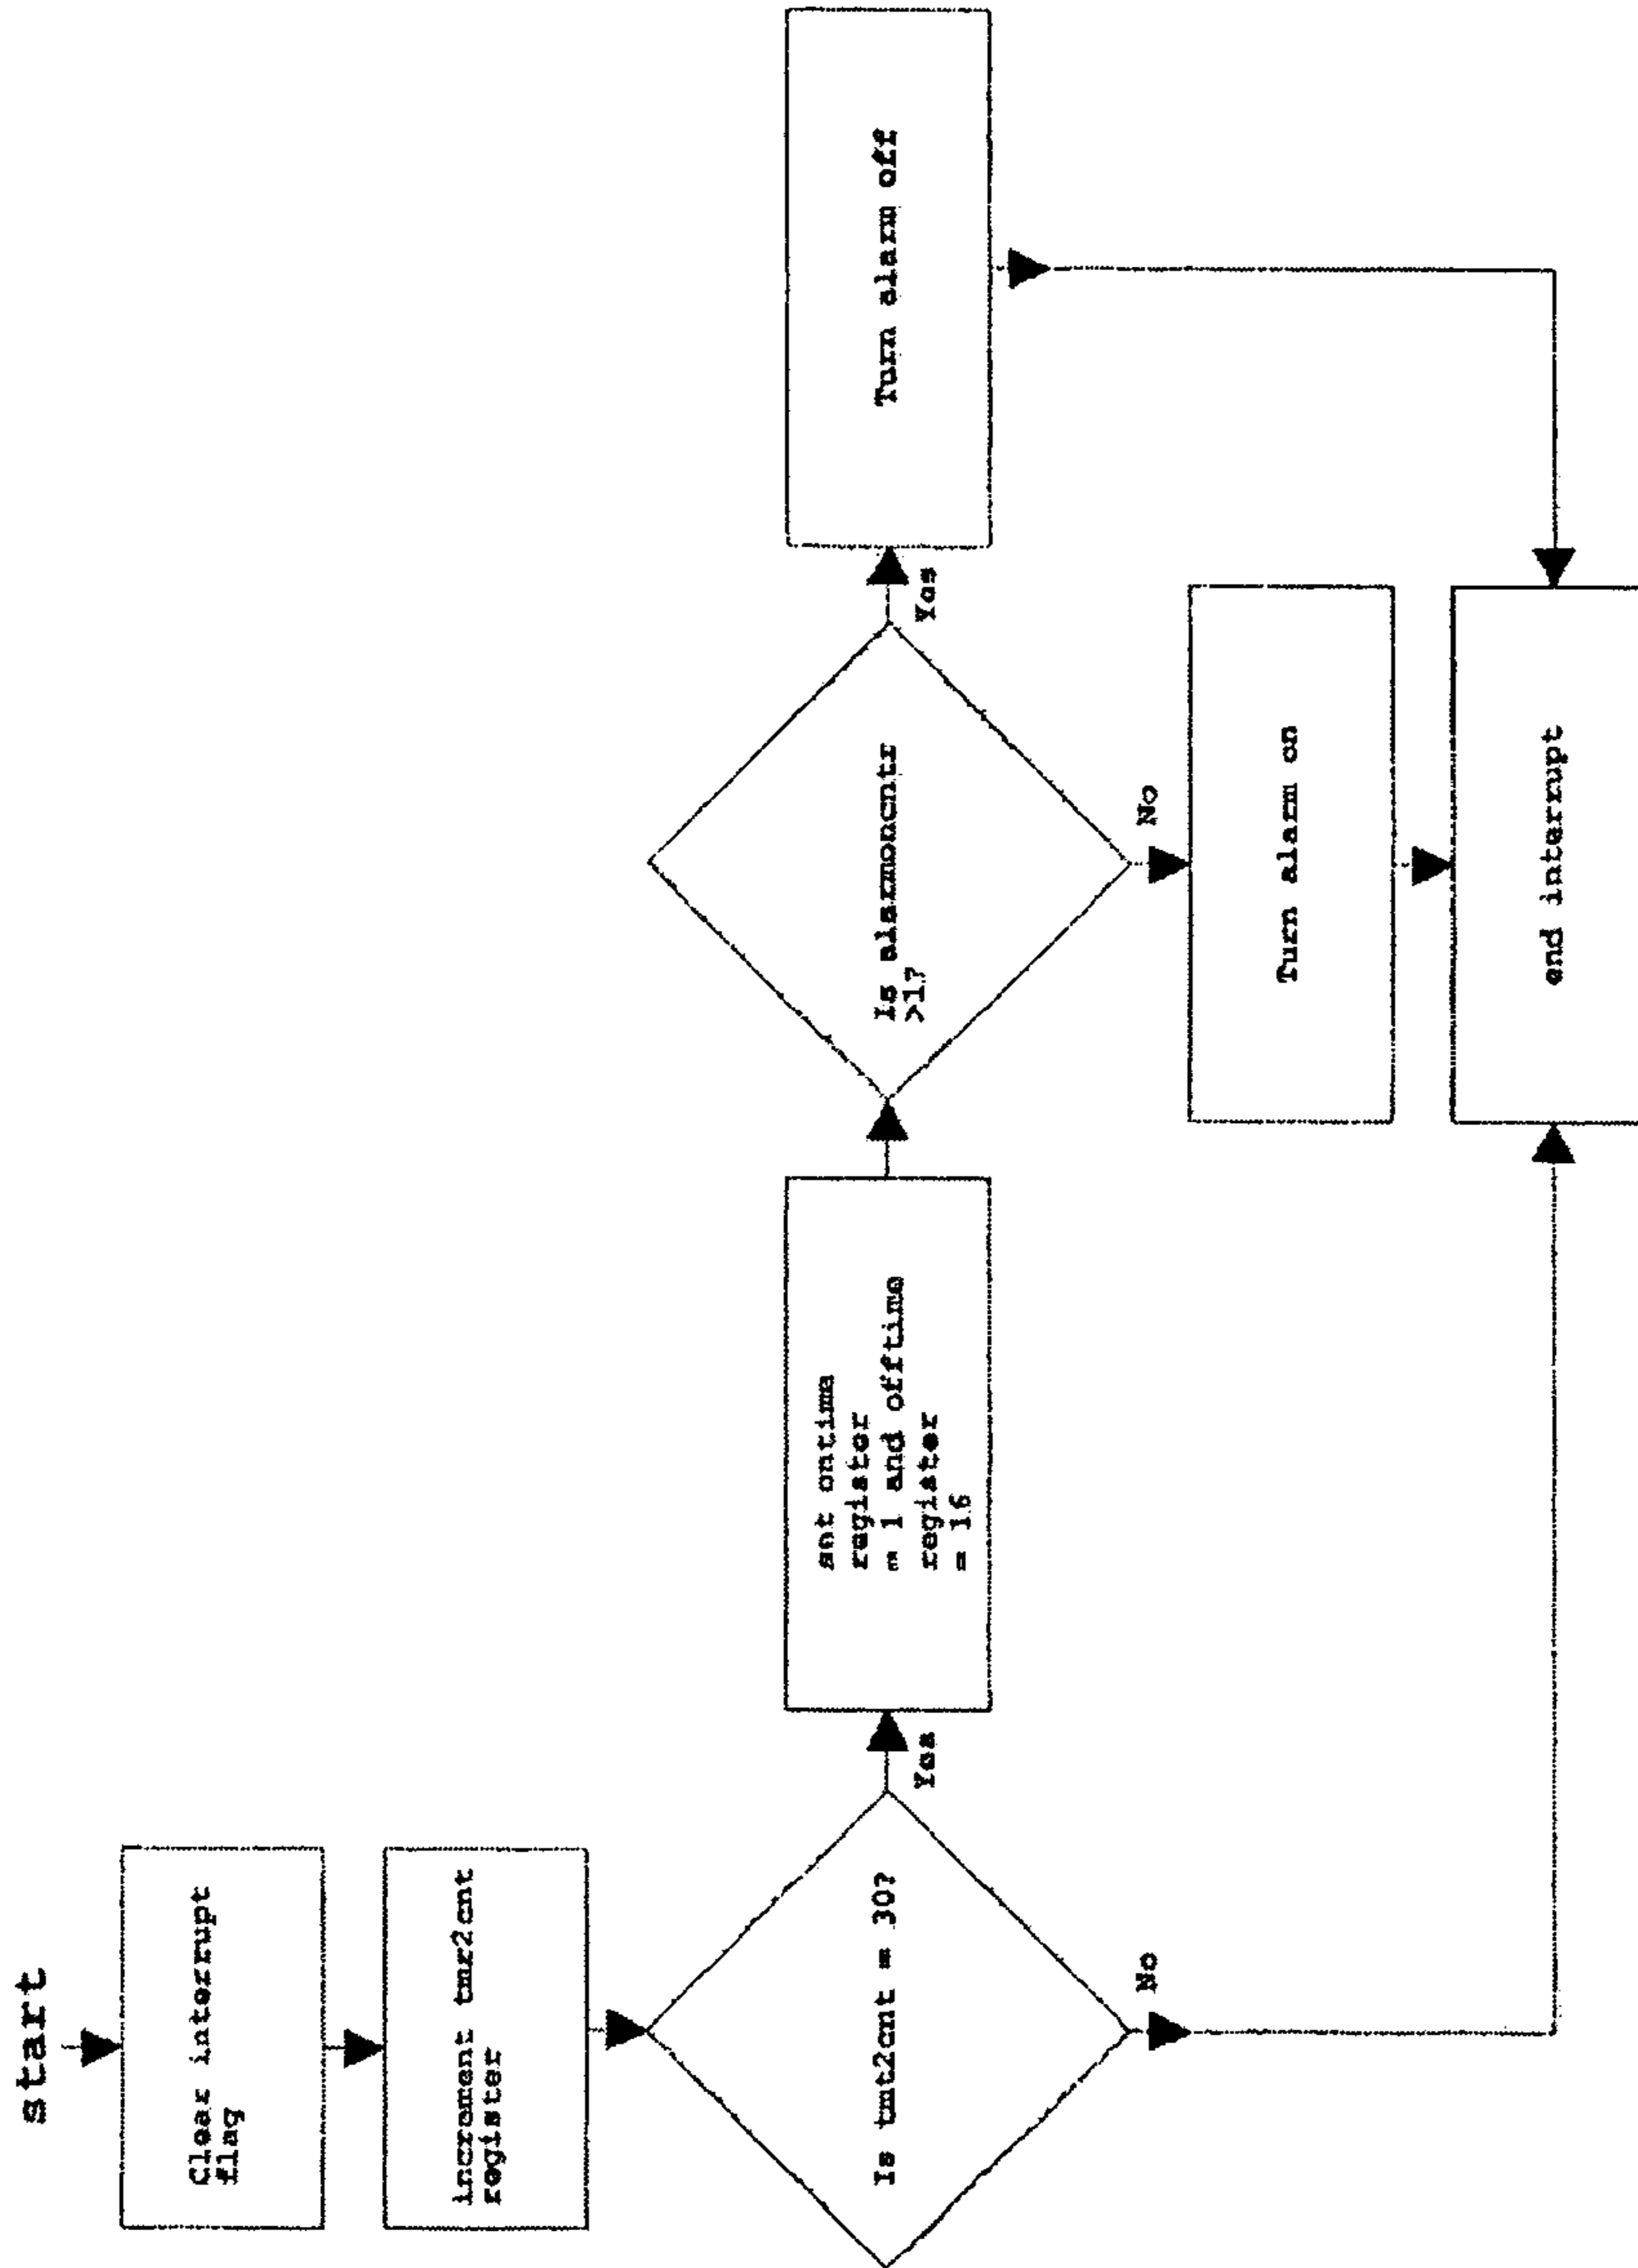 start
Clear interrupt
flag
increment tmr2cnt
register
Is tmt2cnt = 30?
Yes
No
set ontime
register
= 1 and offtime
register
= 16
Is alarmoncntr
>1?
Yes
No
Turn alarm off
Turn alarm on
end interrupt